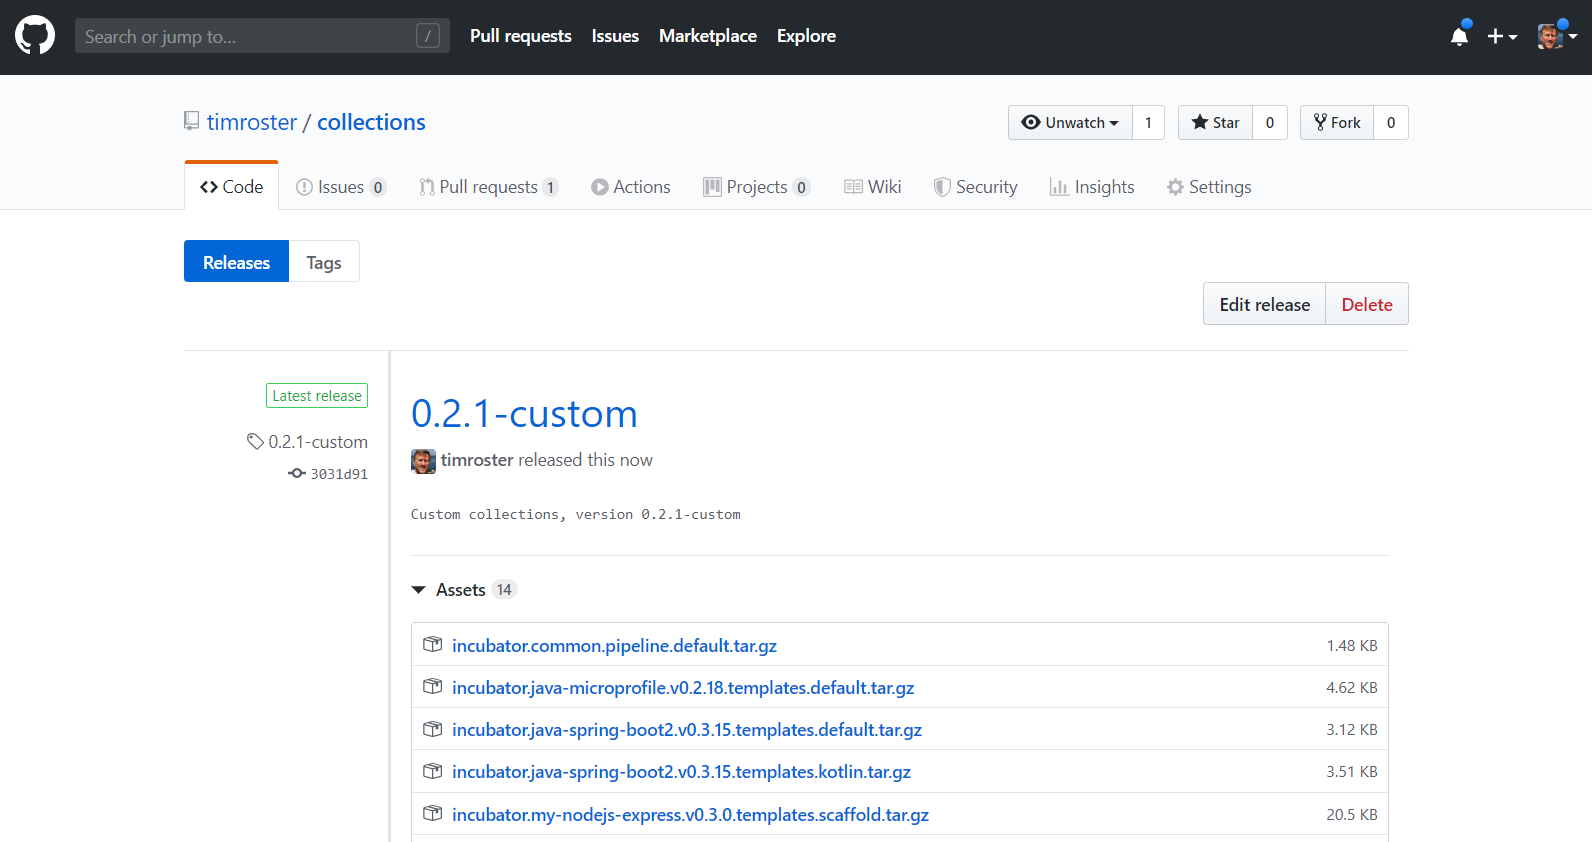 Search or jump to... / Pull requests Issues Marketplace Explore
timroster / collections Unwatch 1 Star 0 Fork 0
Code Issues 0 Pull requests 1 Actions Projects 0 Wiki Security Insights Settings
Releases Tags
Edit release Delete
Latest release
0.2.1-custom
3031d91
0.2.1-custom
timroster released this now
Custom collections, version 0.2.1-custom
Assets 14
incubator.common.pipeline.default.tar.gz 1.48 KB
incubator.java-microprofile.v0.2.18.templates.default.tar.gz 4.62 KB
incubator.java-spring-boot2.v0.3.15.templates.default.tar.gz 3.12 KB
incubator.java-spring-boot2.v0.3.15.templates.kotlin.tar.gz 3.51 KB
incubator.my-nodejs-express.v0.3.0.templates.scaffold.tar.gz 20.5 KB